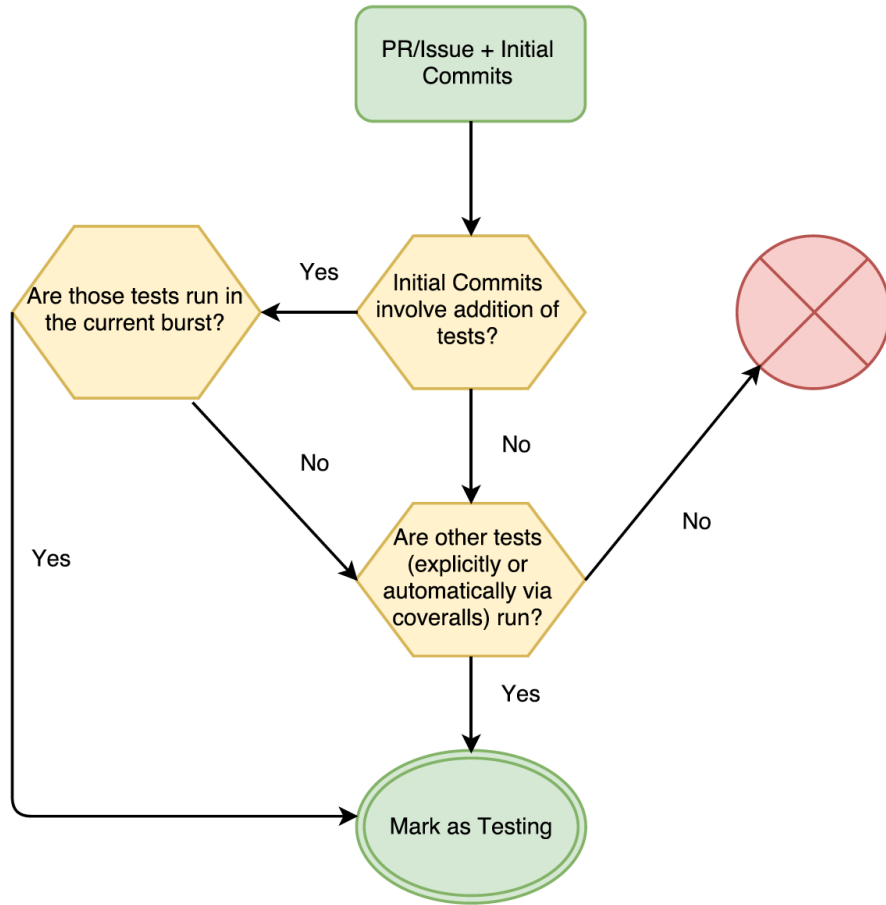 PR/Issue + Initial
Commits
Yes
Are those tests run in
the current burst?
Initial Commits
involve addition of
tests?
No
No
Are other tests
(explicitly or
automatically via
coveralls) run?
No
Yes
Yes
Mark as Testing